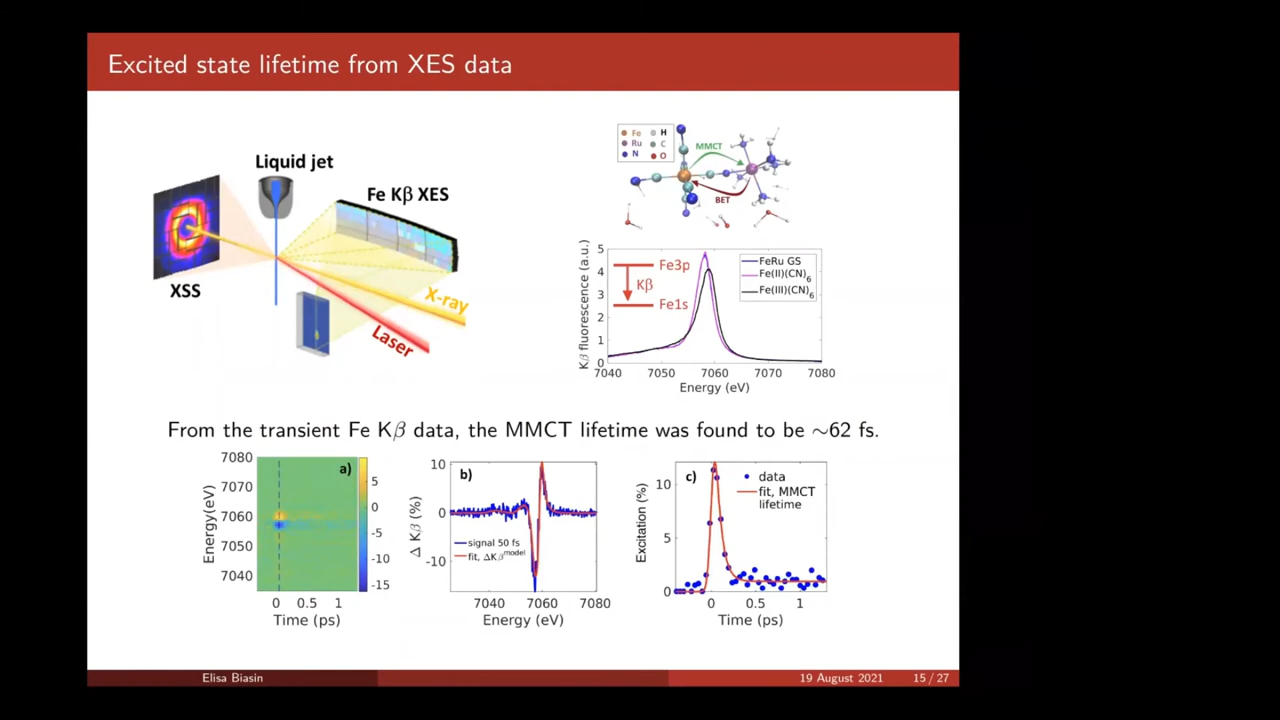 Excited state lifetime from XES data
Liquid jet
Fe Kβ XES
XSS
X-ray
Laser
Fe H
Ru C
N O
MMCT
BET
Kβ fluorescence (a.u.)
5
4
3
2
1
0
Fe3p
Kβ
Fe1s
FeRu GS
Fe(II)(CN)6
Fe(III)(CN)6
7040 7050 7060 7070 7080
Energy (eV)
From the transient Fe Kβ data, the MMCT lifetime was found to be ~62 fs.
a)
Energy(eV)
7080
7070
7060
7050
7040
5
0
-5
-10
-15
0 0.5 1
Time (ps)
b)
Δ Kβ (%)
10
0
-10
signal 50 fs
fit, ΔKβmodel
7040 7060 7080
Energy (eV)
c)
Excitation (%)
10
5
0
data
fit, MMCT
lifetime
0 0.5 1
Time (ps)
Elisa Biasin 19 August 2021 15 / 27